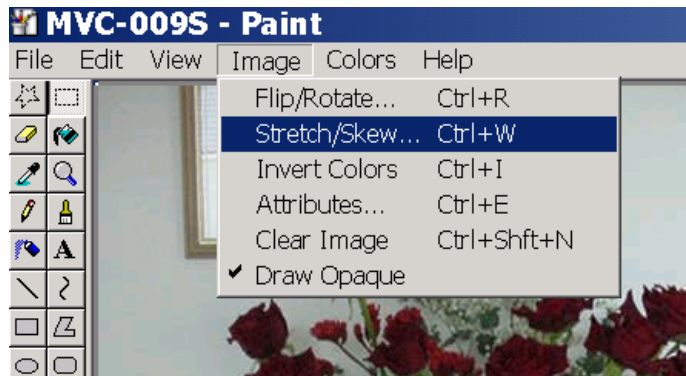 MVC-009S - Paint
File Edit View Image Colors Help
Flip/Rotate... Ctrl+R
Stretch/Skew... Ctrl+W
Invert Colors Ctrl+I
Attributes... Ctrl+E
Clear Image Ctrl+Shft+N
Draw Opaque
A